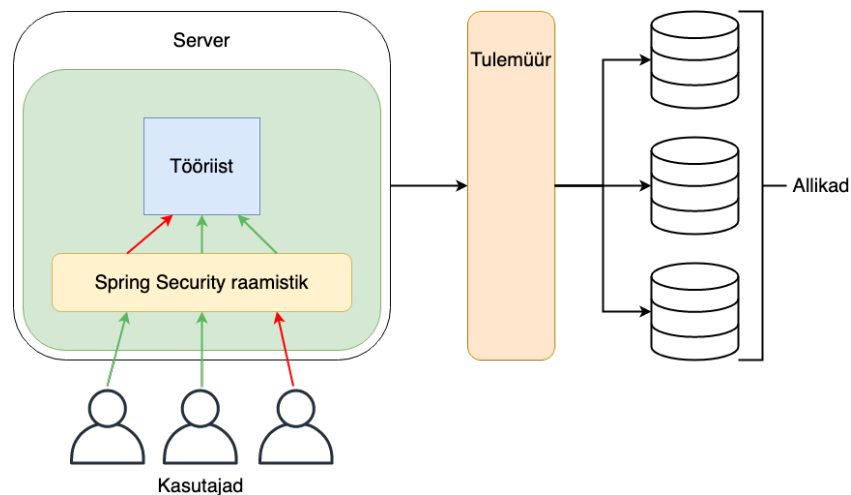 Server
Tulemüür
Tööriist
Allikad
Spring Security raamistik
Kasutajad